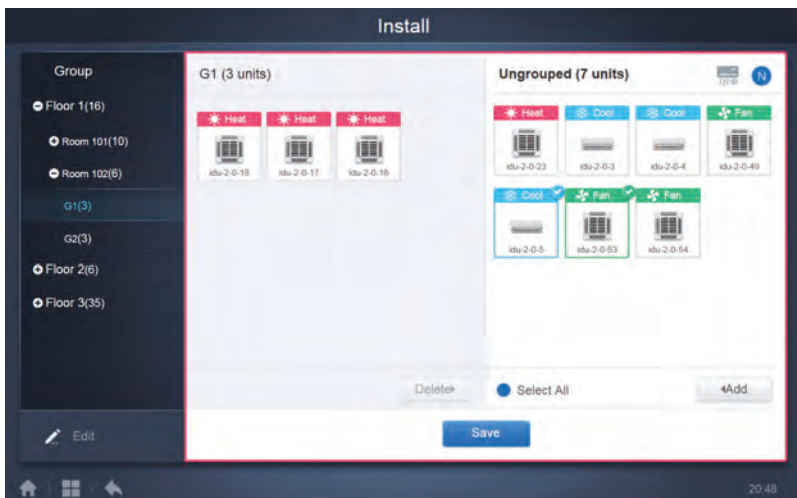 Install
Group
Floor 1(16)
Room 101(10)
Room 102(6)
G1(3)
G2(3)
Floor 2(6)
Floor 3(35)
Edit
G1 (3 units)
Heat Heat Heat
idu-2-0-18 idu-2-0-17 idu-2-0-16
Delete
Ungrouped (7 units) N
Heat Cool Cool Fan
idu-2-0-23 idu-2-0-3 idu-2-0-4 idu-2-0-49
Cool Fan Fan
idu-2-0-5 idu-2-0-53 idu-2-0-54
Select All Add
Save
20:48